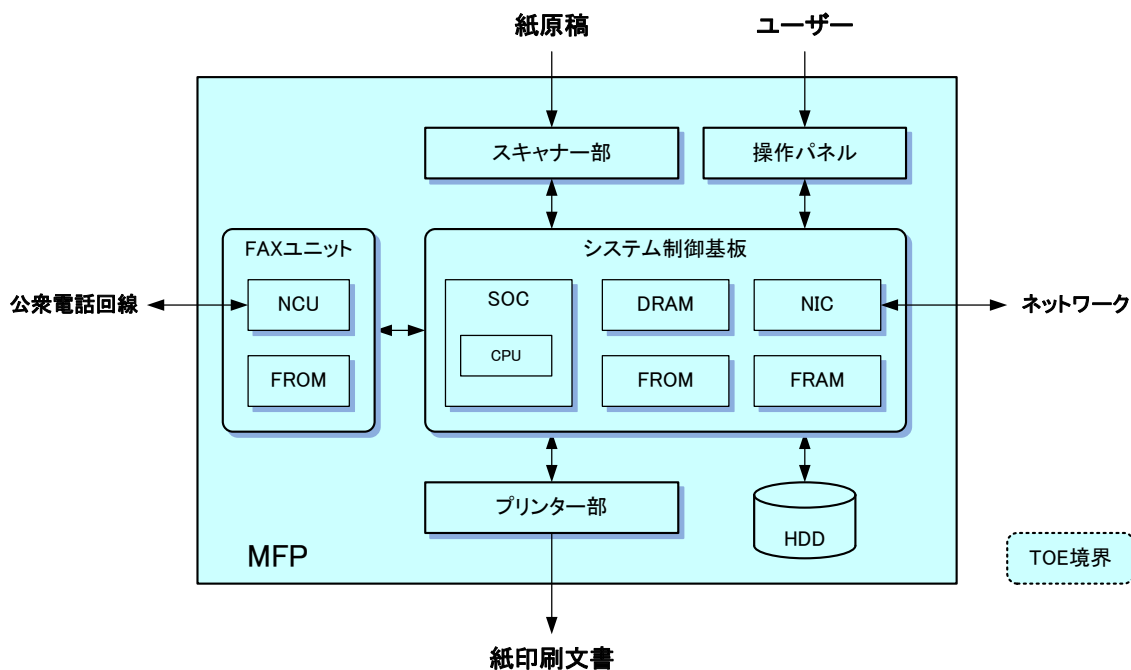 紙原稿
ユーザー
スキャナー部
操作パネル
FAXユニット
システム制御基板
NCU
SOC
DRAM
NIC
公衆電話回線
ネットワーク
CPU
FROM
FROM
FRAM
プリンター部
HDD
MFP
TOE境界
紙印刷文書